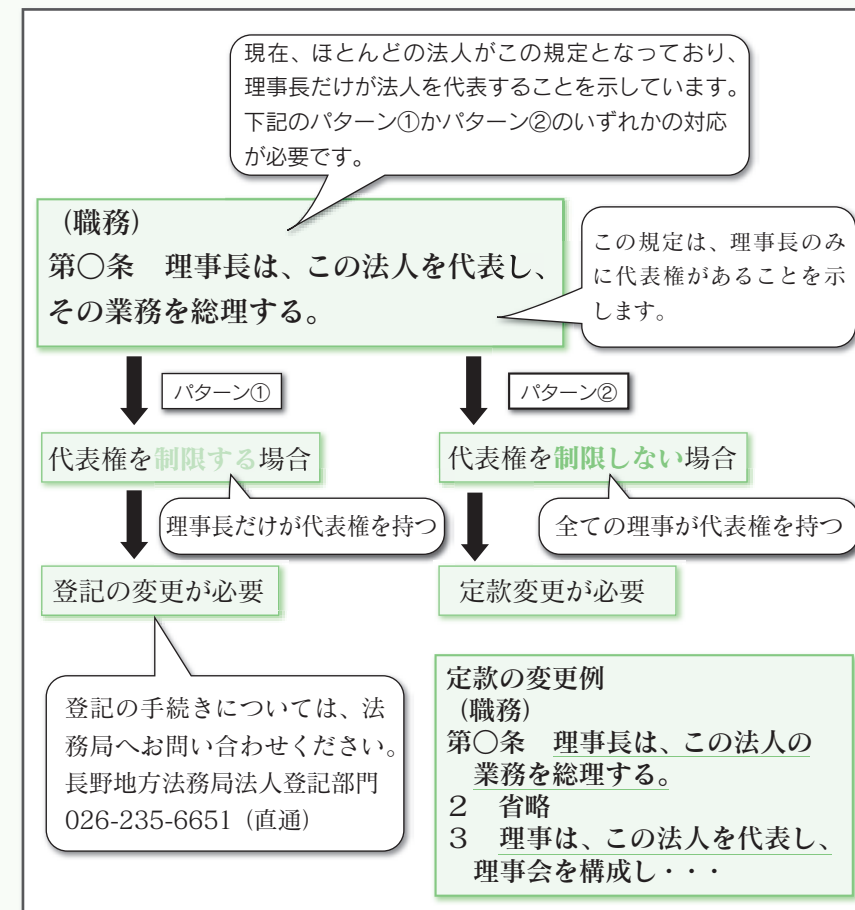 現在、ほとんどの法人がこの規定となっており、
理事長だけが法人を代表することを示しています。
下記のパターン①かパターン②のいずれかの対応
が必要です。
(職務)
第〇条　理事長は、この法人を代表し、
その業務を総理する。
この規定は、理事長のみ
に代表権があることを示
します。
パターン①
パターン②
代表権を制限する場合
代表権を制限しない場合
理事長だけが代表権を持つ
全ての理事が代表権を持つ
登記の変更が必要
定款変更が必要
登記の手続きについては、法
務局へお問い合わせください。
長野地方法務局法人登記部門
026-235-6651（直通）
定款の変更例
（職務）
第〇条　理事長は、この法人の
業務を総理する。
２　省略
３　理事は、この法人を代表し、
理事会を構成し・・・